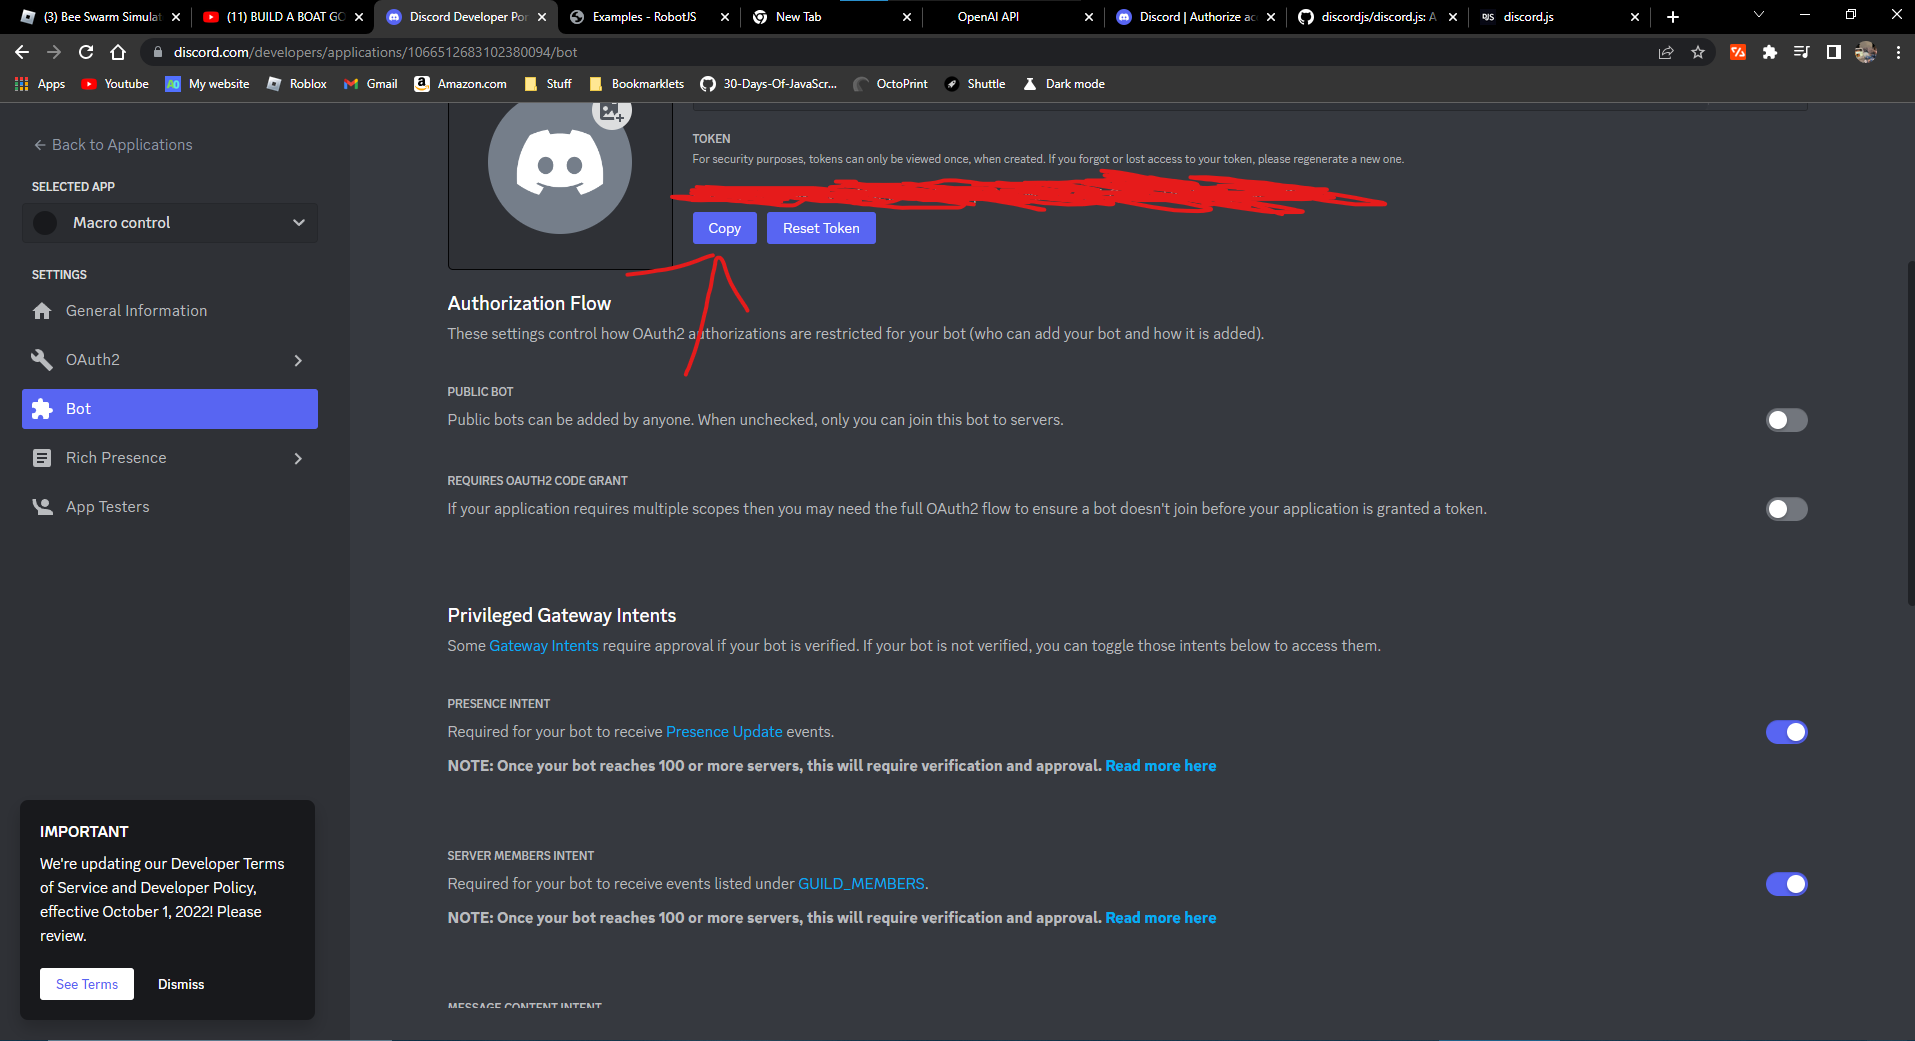 (3) Bee Swarm Simulat
(11) BUILD A BOAT GO
Discord Developer Por
Examples - RobotJS
New Tab
OpenAI API
Discord | Authorize ac
discordjs/discord.js: A
DJS discord.js
discord.com/developers/applications/1066512683102380094/bot
Apps
Youtube
AO My website
Roblox
Gmail
a Amazon.com
Stuff
Bookmarklets
30-Days-Of-JavaScr...
OctoPrint
Shuttle
Dark mode
Back to Applications
SELECTED APP
Macro control
SETTINGS
General Information
OAuth2
Bot
Rich Presence
App Testers
IMPORTANT
We're updating our Developer Terms
of Service and Developer Policy,
effective October 1, 2022! Please
review.
See Terms
Dismiss
TOKEN
For security purposes, tokens can only be viewed once, when created. If you forgot or lost access to your token, please regenerate a new one.
Copy
Reset Token
Authorization Flow
These settings control how OAuth2 authorizations are restricted for your bot (who can add your bot and how it is added).
PUBLIC BOT
Public bots can be added by anyone. When unchecked, only you can join this bot to servers.
REQUIRES OAUTH2 CODE GRANT
If your application requires multiple scopes then you may need the full OAuth2 flow to ensure a bot doesn't join before your application is granted a token.
Privileged Gateway Intents
Some Gateway Intents require approval if your bot is verified. If your bot is not verified, you can toggle those intents below to access them.
PRESENCE INTENT
Required for your bot to receive Presence Update events.
NOTE: Once your bot reaches 100 or more servers, this will require verification and approval. Read more here
SERVER MEMBERS INTENT
Required for your bot to receive events listed under GUILD_MEMBERS.
NOTE: Once your bot reaches 100 or more servers, this will require verification and approval. Read more here
MESSAGE CONTENT INTENT